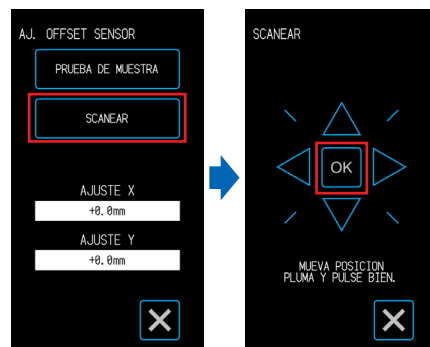 AJ. OFFSET SENSOR
PRUEBA DE MUESTRA
SCANEAR
AJUSTE X
+0.0mm
AJUSTE Y
+0.0mm
SCANEAR
OK
MUEVA POSICION
PLUMA Y PULSE BIEN.